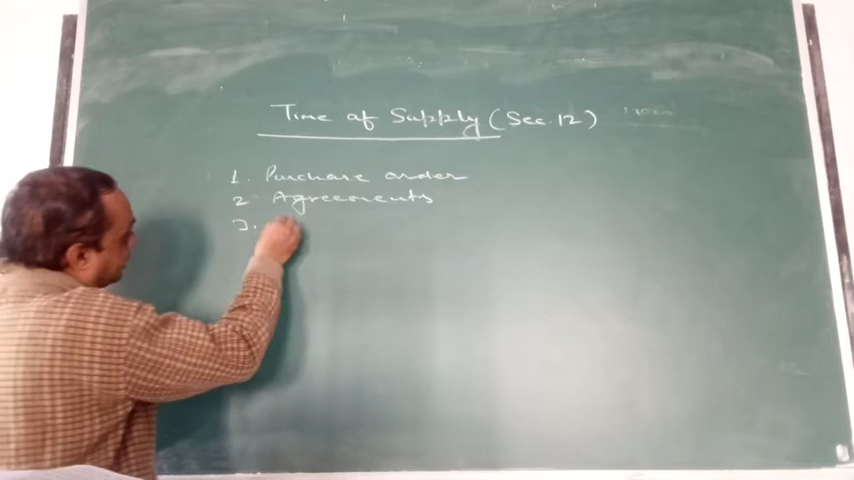 Time of Supply (Sec. 12)
1. Purchase order
2 Agreements
3.